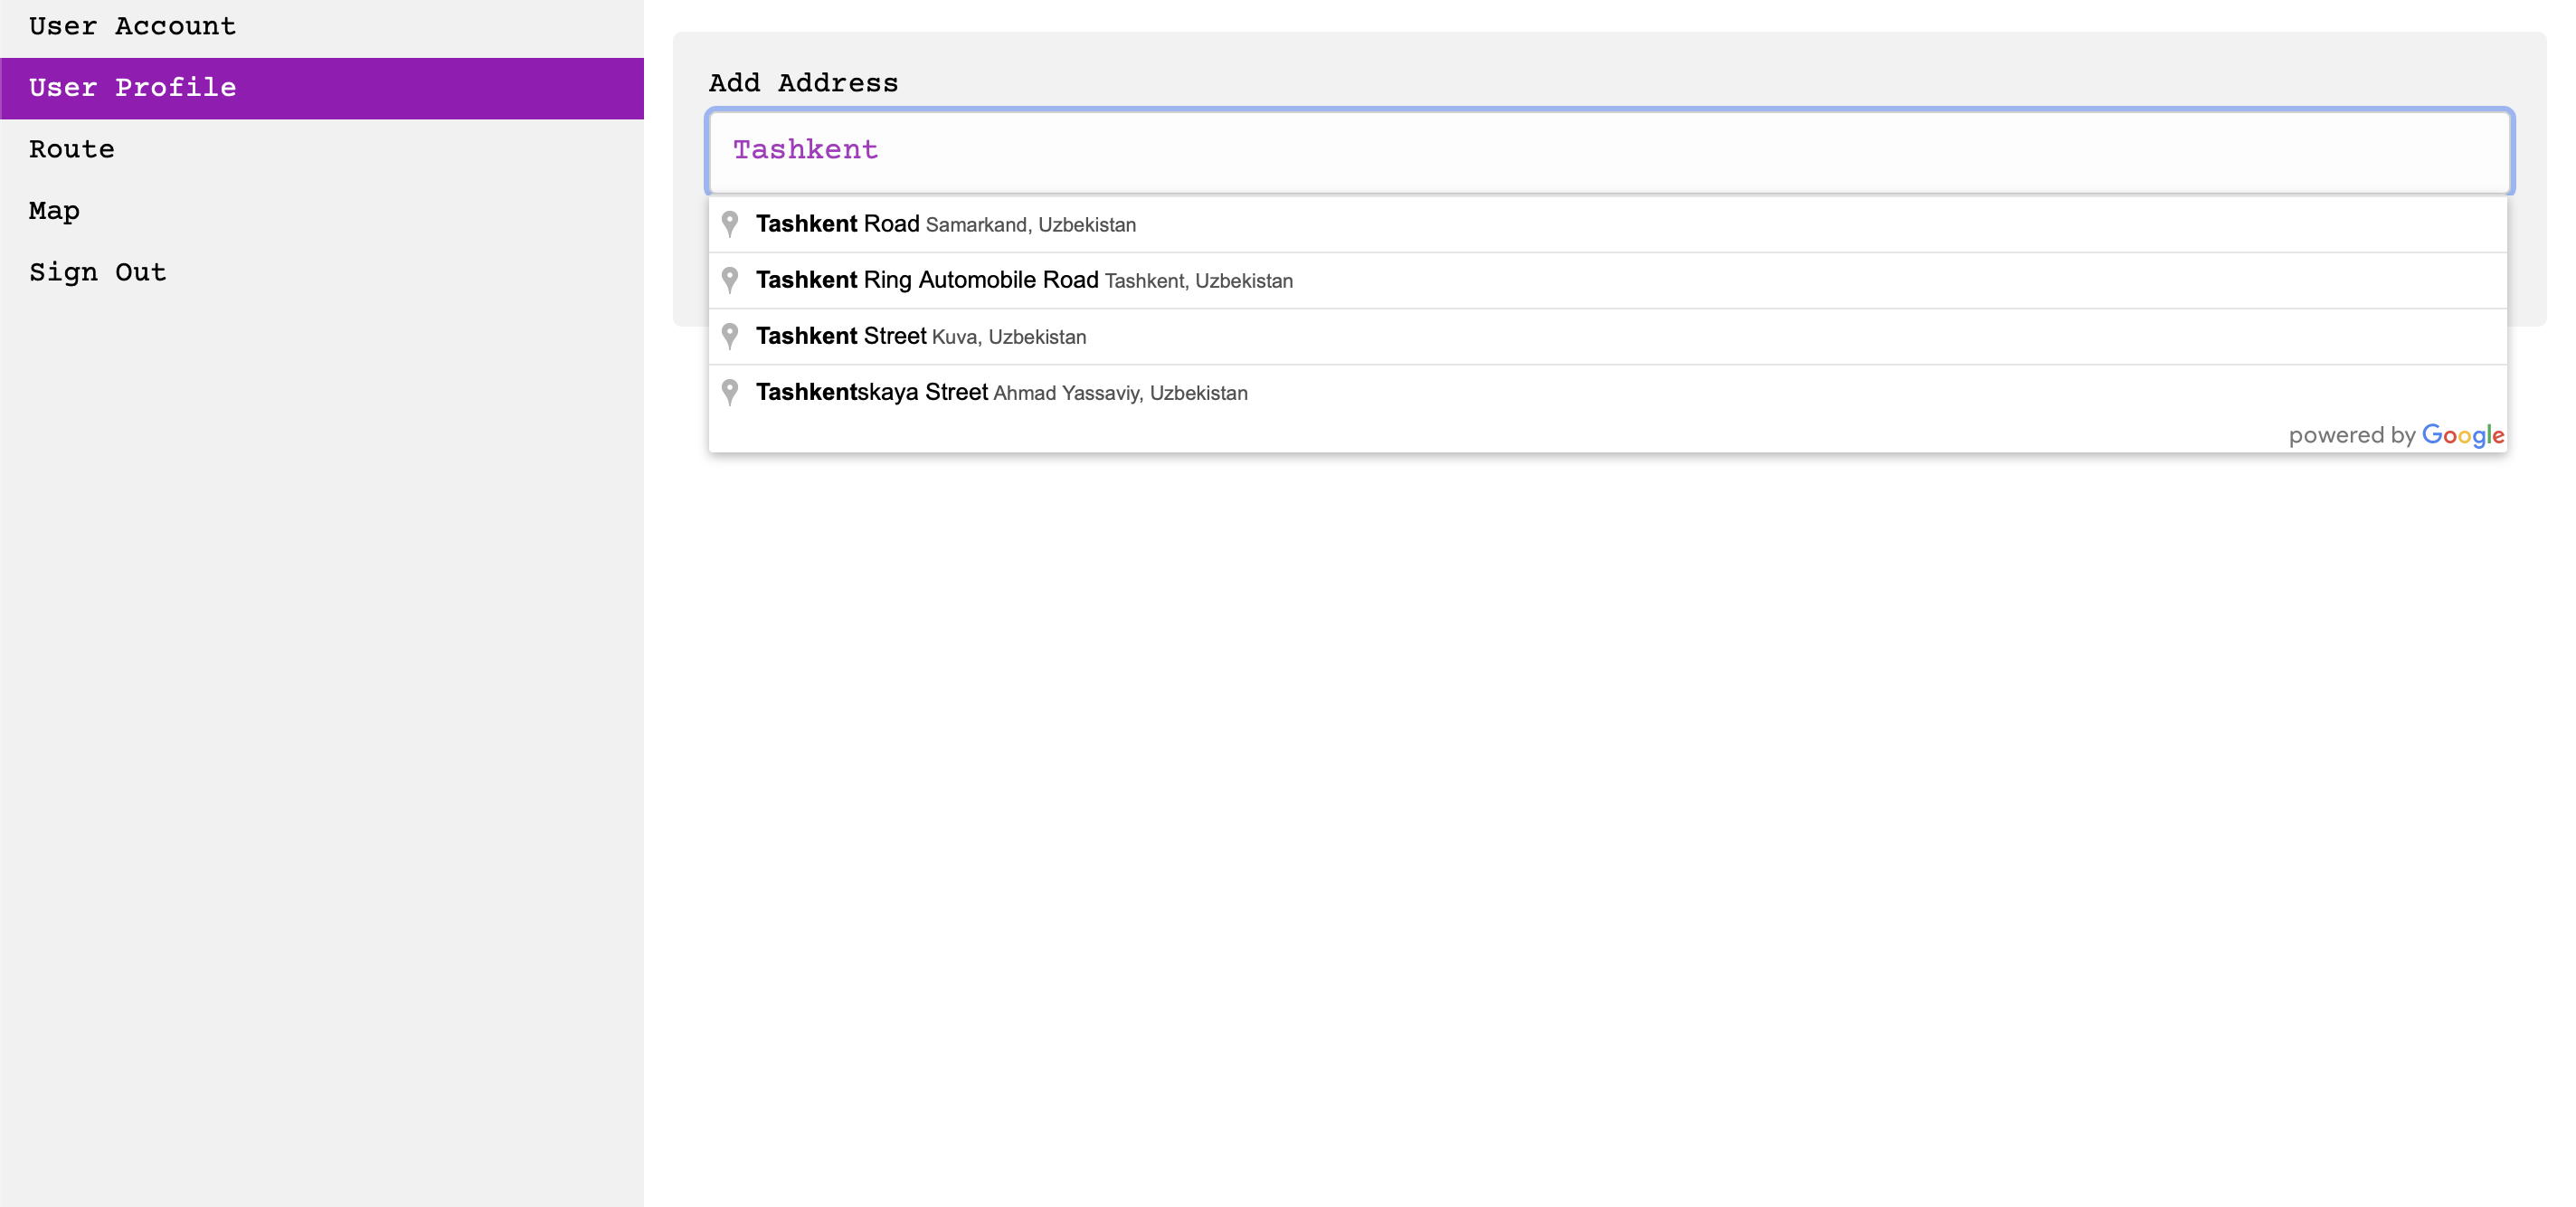 User Account
User Profile
Route
Map
Sign Out
Add Address
Tashkent
Tashkent Road Samarkand, Uzbekistan
Tashkent Ring Automobile Road Tashkent, Uzbekistan
Tashkent Street Kuva, Uzbekistan
Tashkentskaya Street Ahmad Yassaviy, Uzbekistan
powered by Google